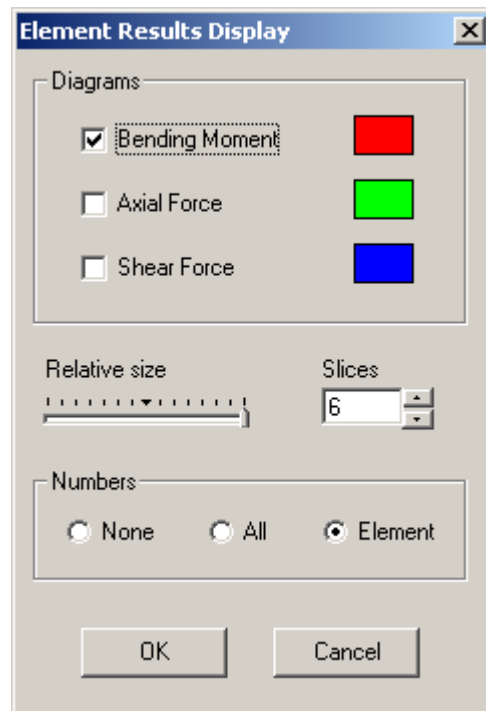 Element Results Display
Diagrams
Bending Moment
Axial Force
Shear Force
Relative size
Slices
6
Numbers
None
All
Element
OK
Cancel